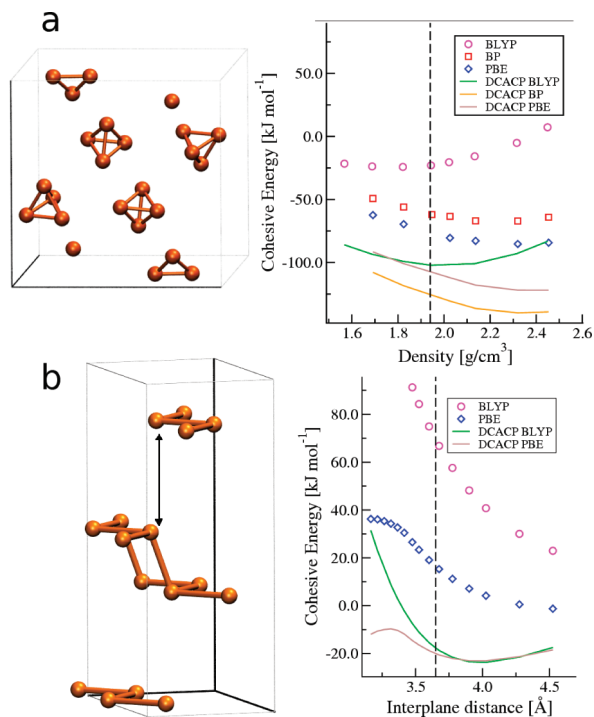 a
BLYP
BP
PBE
DCACP BLYP
DCACP BP
DCACP PBE
Cohesive Energy [kJ mol⁻¹]
50.0
0.0
-50.0
-100.0
1.6 1.8 2.0 2.2 2.4 2.6
Density [g/cm³]
b
BLYP
PBE
DCACP BLYP
DCACP PBE
Cohesive Energy [kJ mol⁻¹]
80.0
60.0
40.0
20.0
0.0
-20.0
3.5 4.0 4.5
Interplane distance [Å]